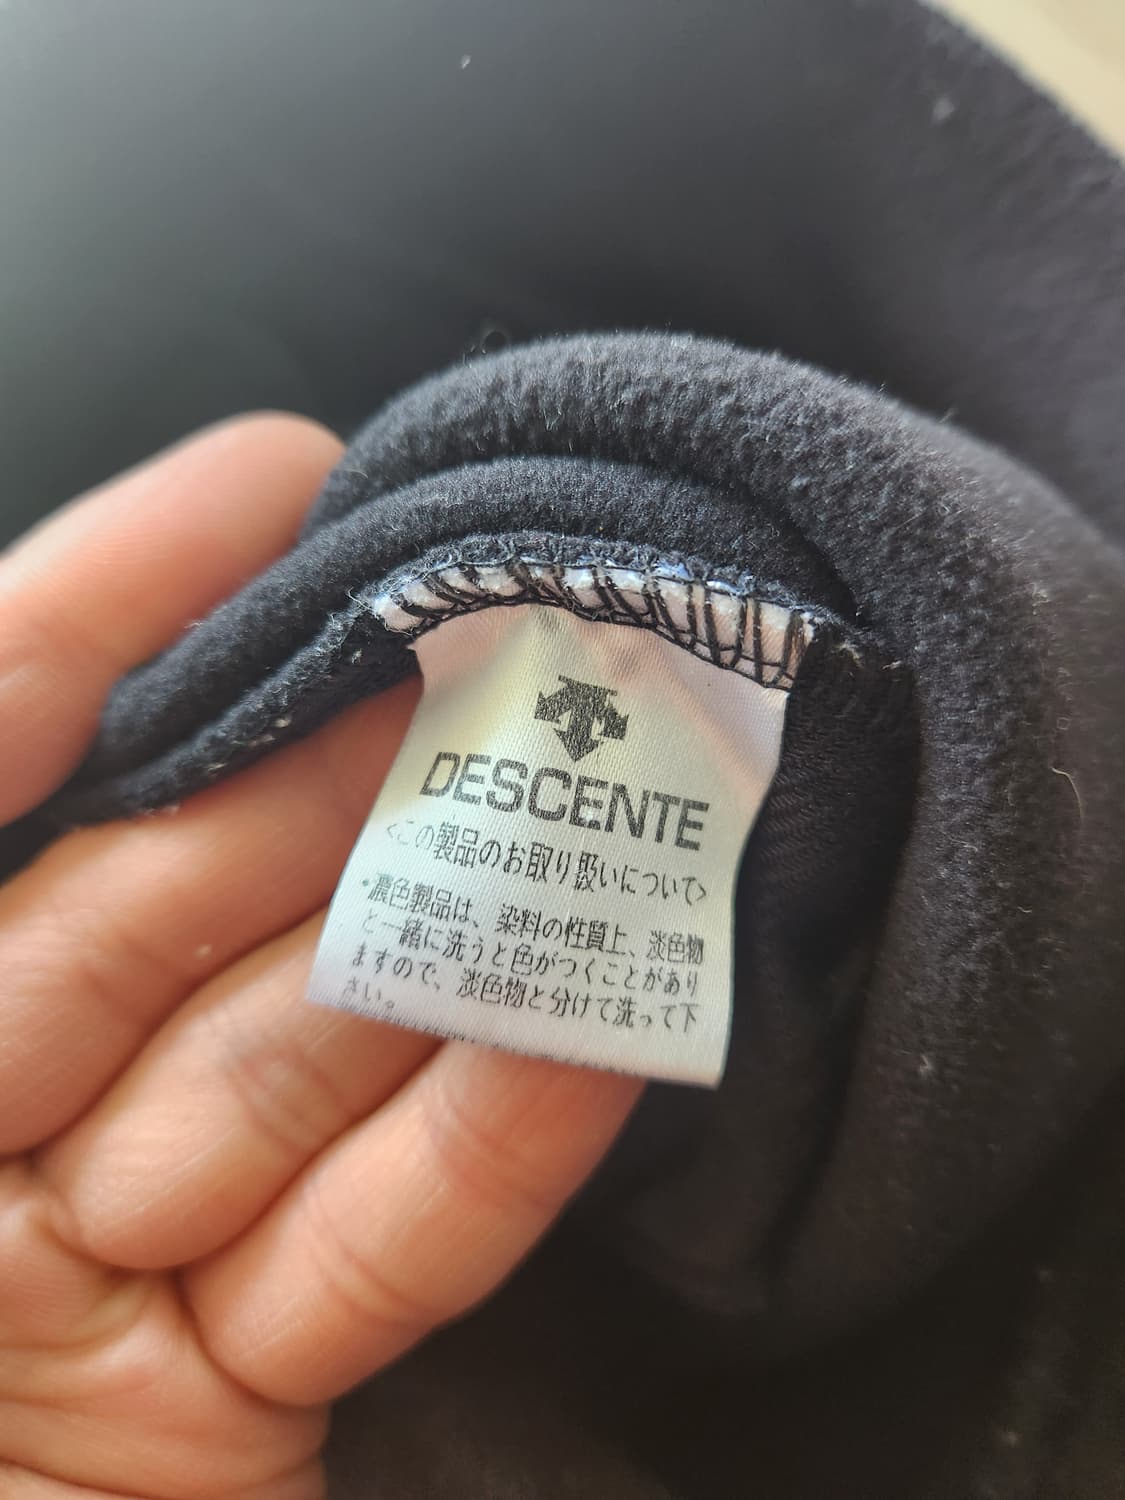 DESCENTE
<この製品のお取り扱いについて>
・濃色製品は、染料の性質上、淡色物
と一緒に洗うと色がつくことがあり
ますので、淡色物と分けて洗って下
さい。